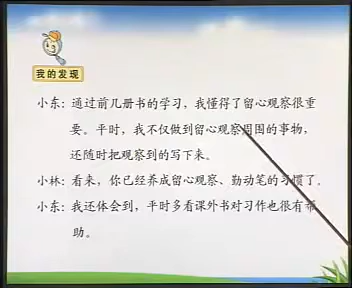 我的发现
小东：通过前几册书的学习，我懂得了留心观察很重
要。平时，我不仅做到留心观察周围的事物，
还随时把观察到的写下来。
小林：看来，你已经养成留心观察、勤动笔的习惯了。
小东：我还体会到，平时多看课外书对习作也很有帮
助。